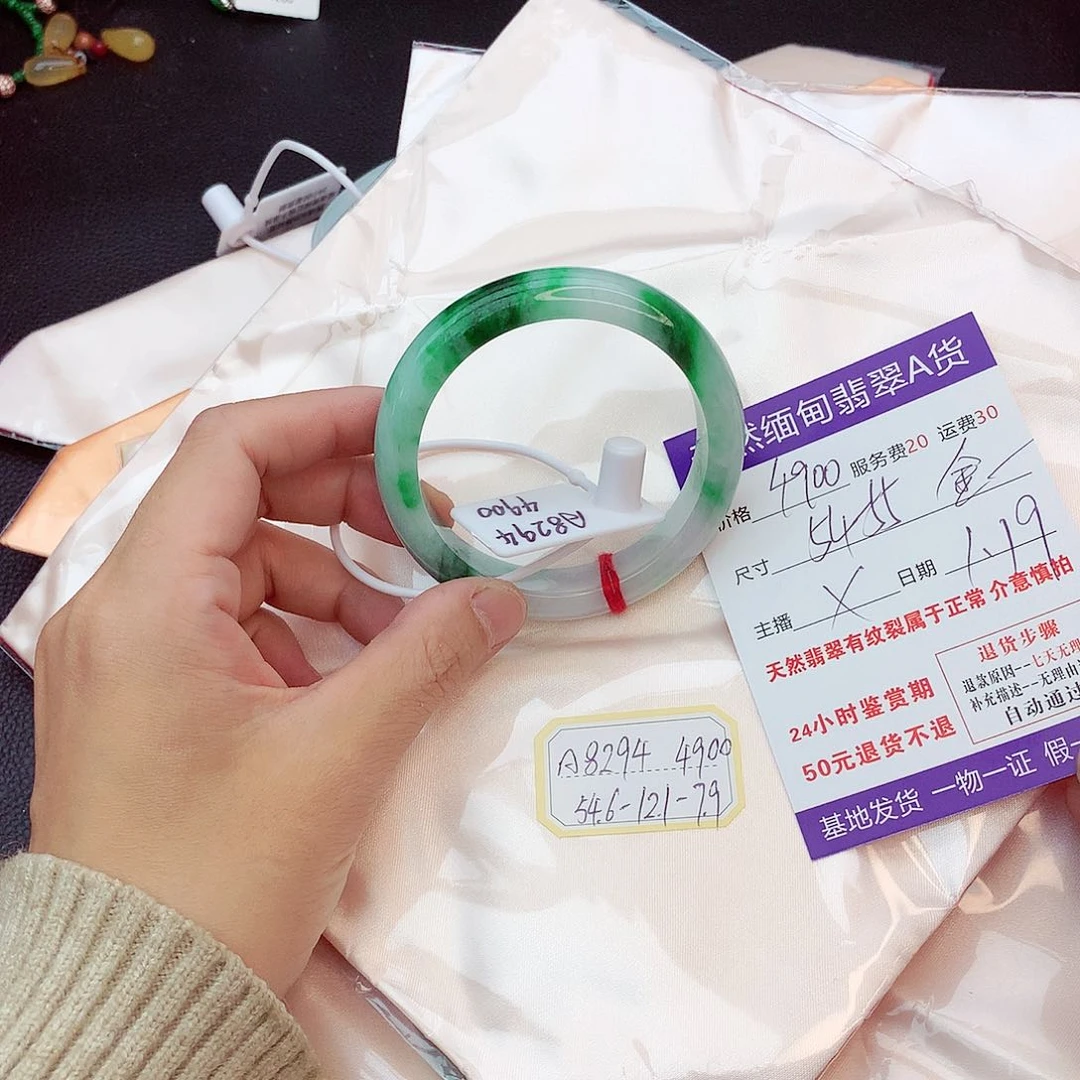 然缅甸翡翠A货
价格 4900 服务费20 运费30
尺寸 54-55
主播 X 日期 1.19
天然翡翠有纹裂属于正常 介意慎拍
24小时鉴赏期
50元退货不退
退货步骤
退款原因--七天无理
补充描述--无理由
自动通过
基地发货 一物一证 假一
A8294
4900
A8294 4900
54.6-12.1-7.9